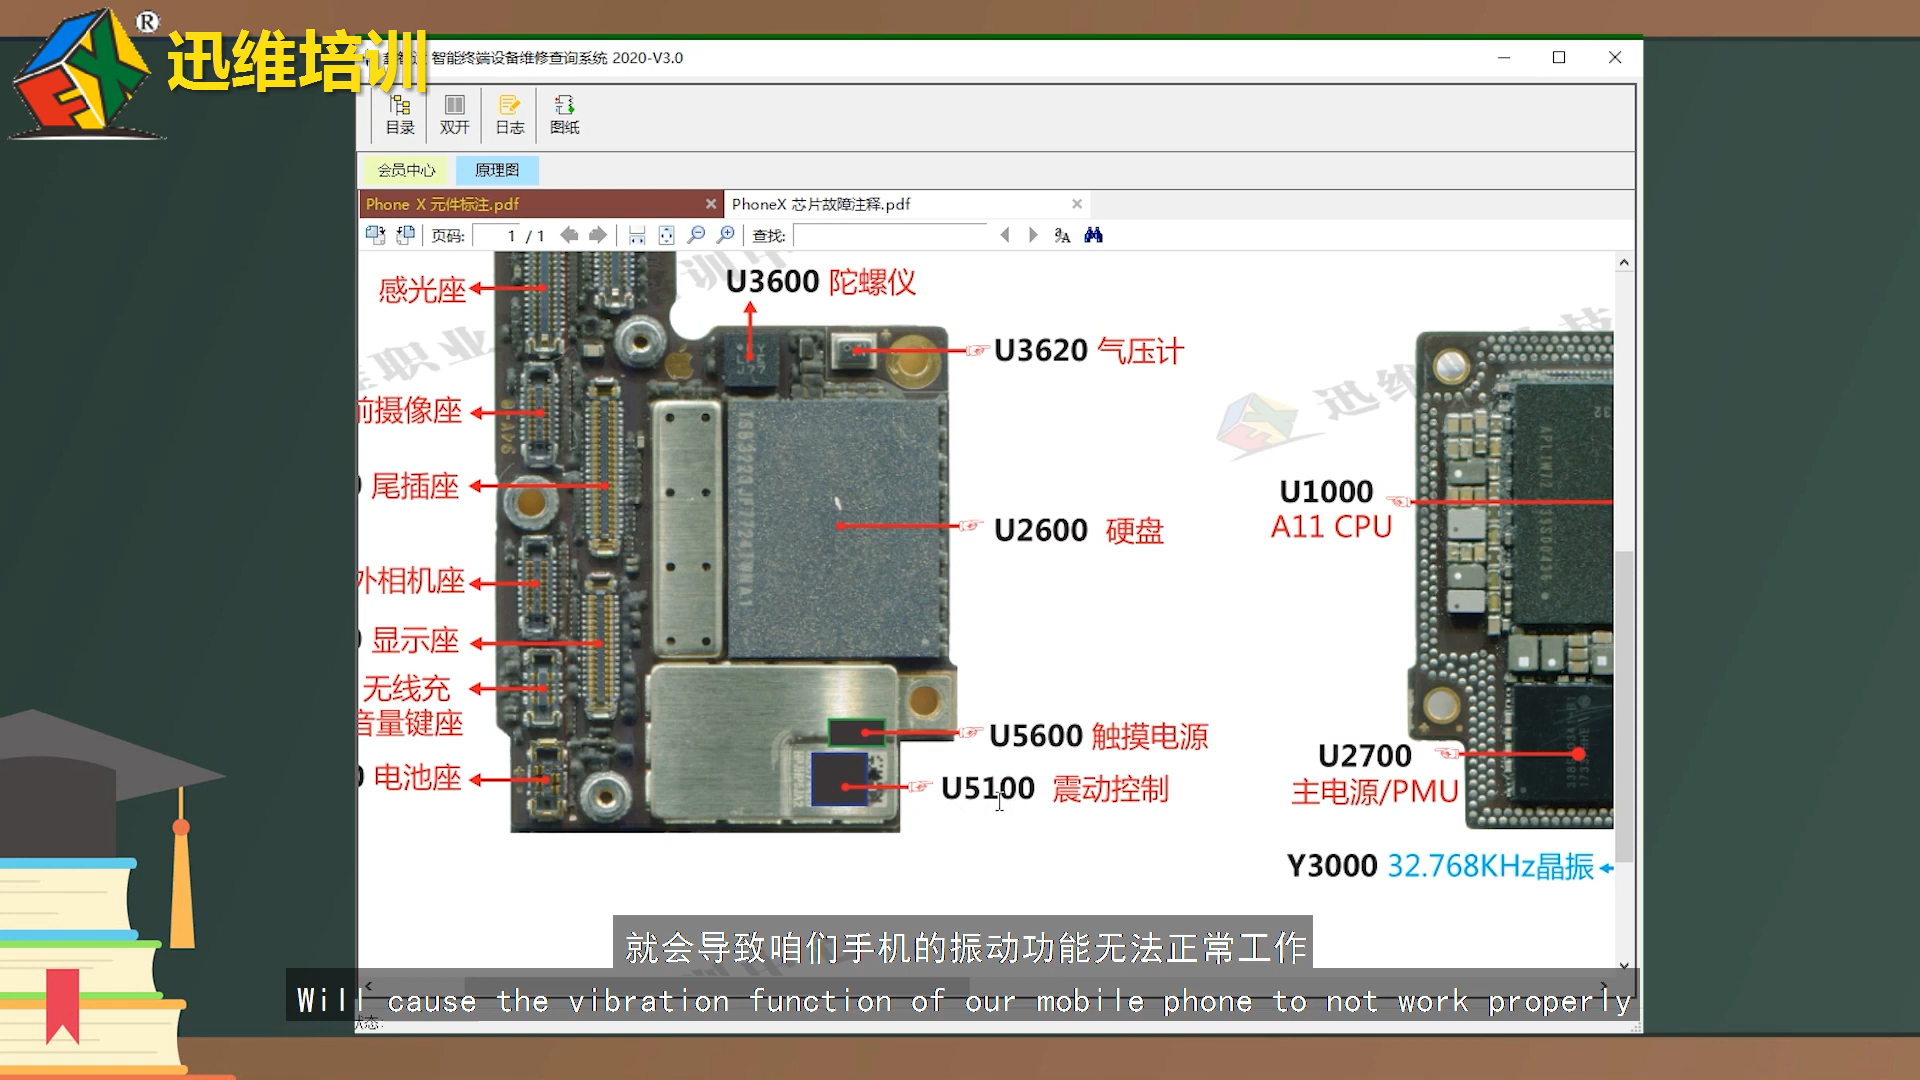 迅维培训
®
智能终端设备维修查询系统 2020-V3.0
目录
双开
日志
图纸
会员中心
原理图
Phone X 元件标注.pdf
PhoneX 芯片故障注释.pdf
页码:
1 / 1
查找:
感光座
U3600 陀螺仪
U3620 气压计
前摄像座
尾插座
U2600 硬盘
U1000
A11 CPU
外相机座
显示座
无线充
音量键座
U5600 触摸电源
电池座
U5100 震动控制
U2700
主电源/PMU
Y3000 32.768KHz晶振
就会导致咱们手机的振动功能无法正常工作
Will cause the vibration function of our mobile phone to not work properly
状态: